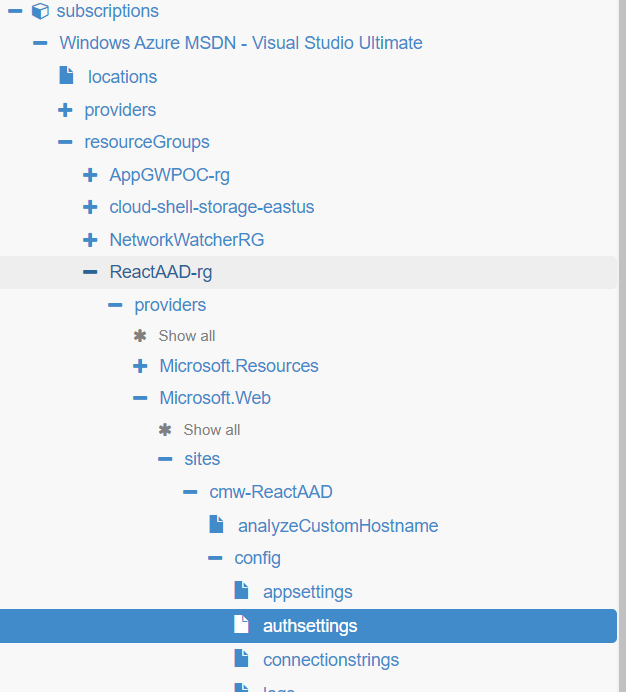 subscriptions
Windows Azure MSDN - Visual Studio Ultimate
locations
providers
resourceGroups
AppGWPOC-rg
cloud-shell-storage-eastus
NetworkWatcherRG
ReactAAD-rg
providers
Show all
Microsoft.Resources
Microsoft.Web
Show all
sites
cmw-ReactAAD
analyzeCustomHostname
config
appsettings
authsettings
connectionstrings
logs